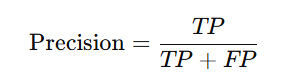 Precision = TP / TP + FP